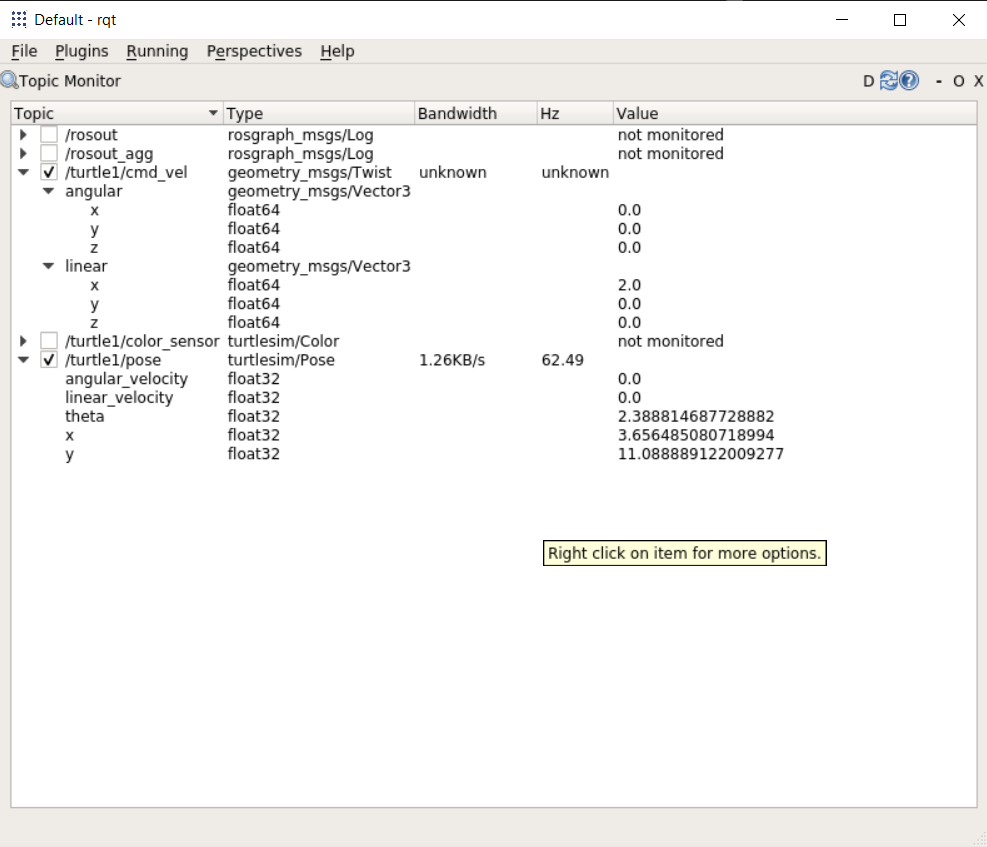 Default - rqt
File Plugins Running Perspectives Help
Topic Monitor D - O X
Topic Type Bandwidth Hz Value
/rosout rosgraph_msgs/Log not monitored
/rosout_agg rosgraph_msgs/Log not monitored
/turtle1/cmd_vel geometry_msgs/Twist unknown unknown
angular geometry_msgs/Vector3
x float64 0.0
y float64 0.0
z float64 0.0
linear geometry_msgs/Vector3
x float64 2.0
y float64 0.0
z float64 0.0
/turtle1/color_sensor turtlesim/Color not monitored
/turtle1/pose turtlesim/Pose 1.26KB/s 62.49
angular_velocity float32 0.0
linear_velocity float32 0.0
theta float32 2.388814687728882
x float32 3.656485080718994
y float32 11.088889122009277
Right click on item for more options.